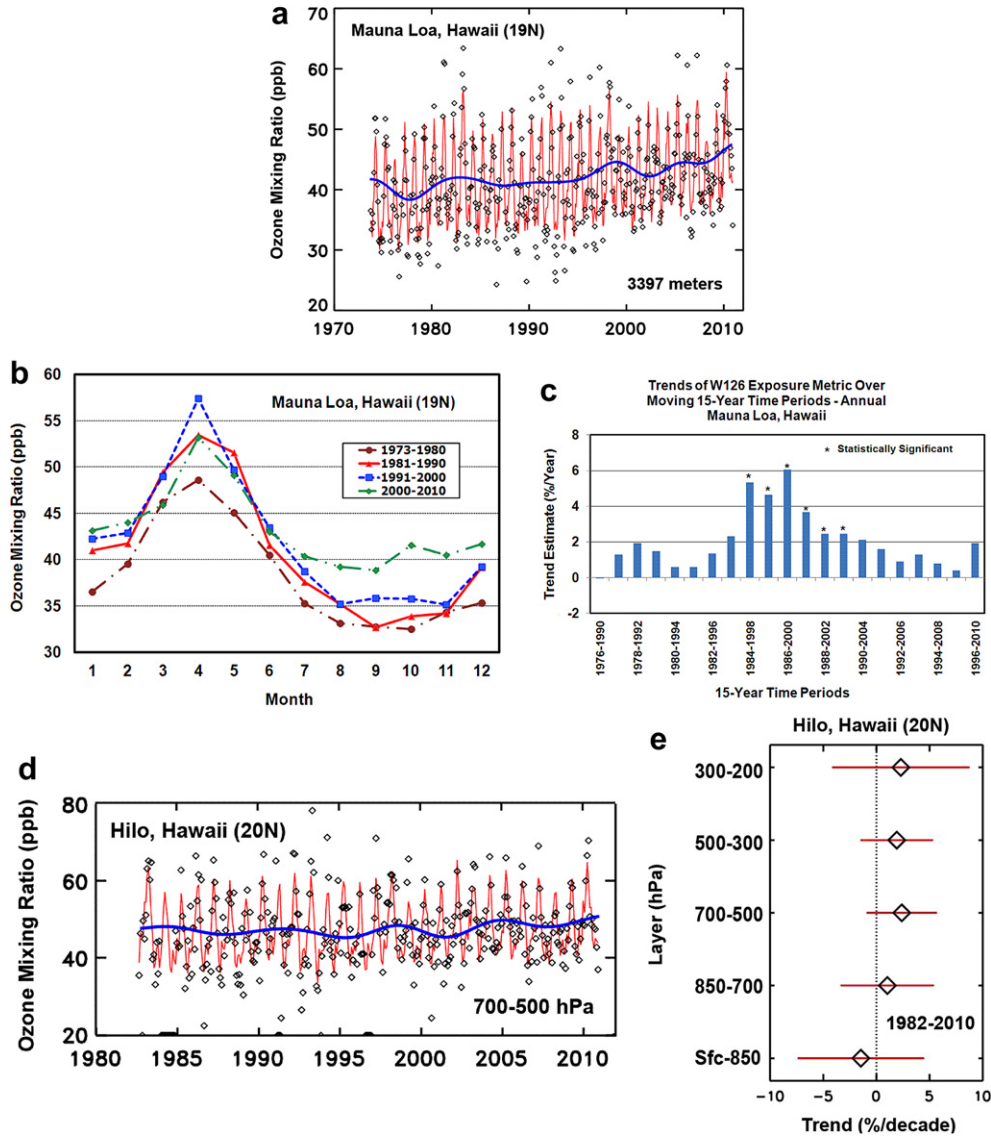 a
Mauna Loa, Hawaii (19N)
Ozone Mixing Ratio (ppb)
70
60
50
40
30
20
3397 meters
1970 1980 1990 2000 2010
b
Ozone Mixing Ratio (ppb)
60
55
50
45
40
35
30
Mauna Loa, Hawaii (19N)
1973-1980
1981-1990
1991-2000
2000-2010
1 2 3 4 5 6 7 8 9 10 11 12
Month
c
Trends of W126 Exposure Metric Over
Moving 15-Year Time Periods - Annual
Mauna Loa, Hawaii
* Statistically Significant
Trend Estimate (%/Year)
8
6
4
2
0
-2
* * * * * *
1976-1990 1978-1992 1980-1994 1982-1996 1984-1998 1986-2000 1988-2002 1990-2004 1992-2006 1994-2008 1996-2010
15-Year Time Periods
d
Ozone Mixing Ratio (ppb)
80
60
40
20
Hilo, Hawaii (20N)
700-500 hPa
1980 1985 1990 1995 2000 2005 2010
e
Hilo, Hawaii (20N)
Layer (hPa)
300-200
500-300
700-500
850-700
Sfc-850
1982-2010
-10 -5 0 5 10
Trend (%/decade)